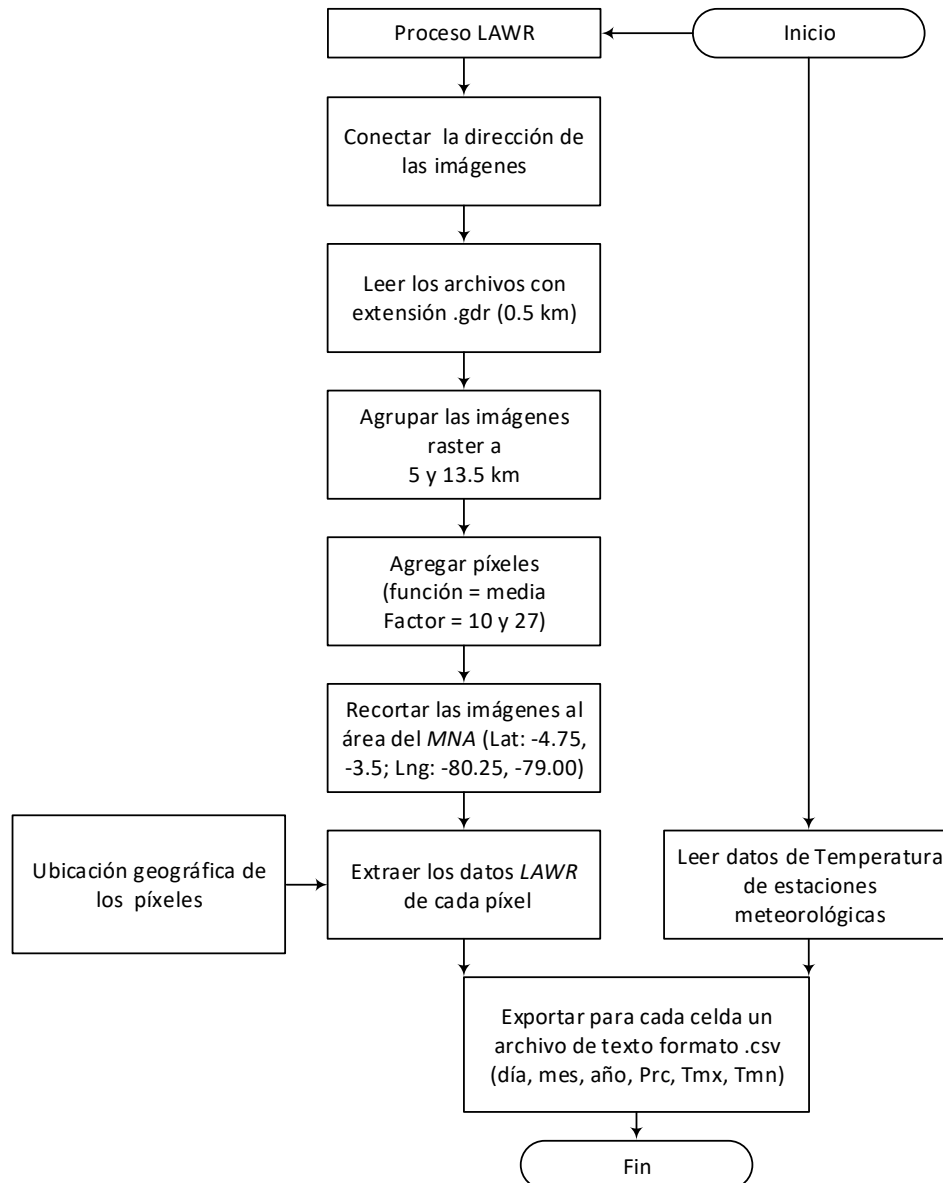 Proceso LAWR
Inicio
Conectar la dirección de
las imágenes
Leer los archivos con
extensión .gdr (0.5 km)
Agrupar las imágenes
raster a
5 y 13.5 km
Agregar píxeles
(función = media
Factor = 10 y 27)
Recortar las imágenes al
área del MNA (Lat: -4.75,
-3.5; Lng: -80.25, -79.00)
Ubicación geográfica de
los píxeles
Extraer los datos LAWR
de cada píxel
Leer datos de Temperatura
de estaciones
meteorológicas
Exportar para cada celda un
archivo de texto formato .csv
(día, mes, año, Prc, Tmx, Tmn)
Fin